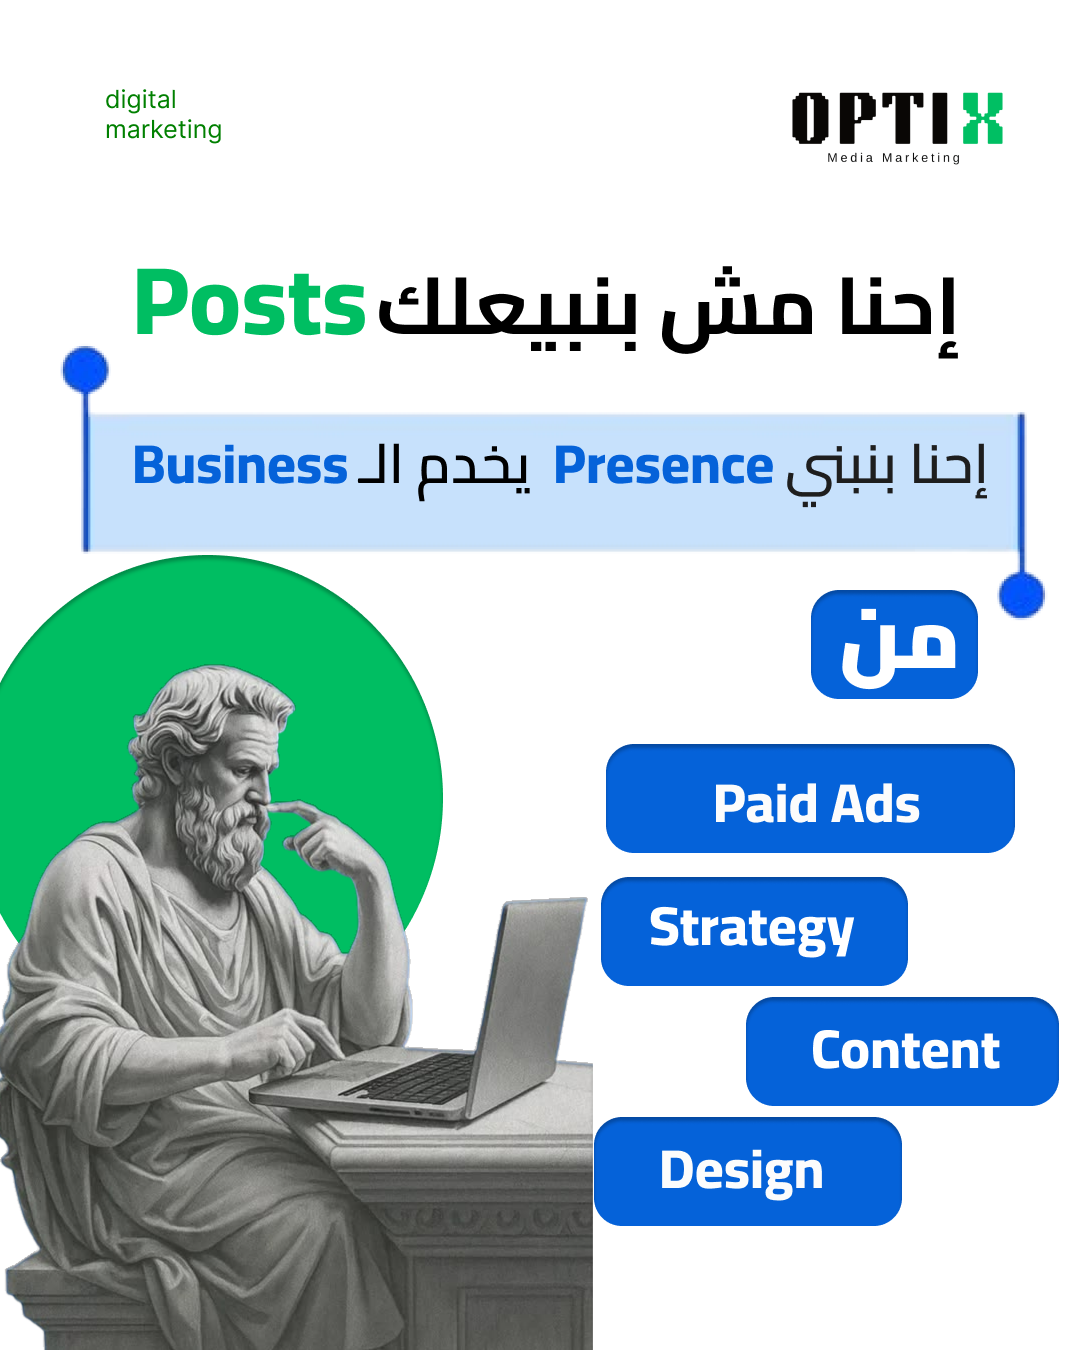 digital
marketing
OPTIX
Media Marketing
إحنا مش بنبيعلك Posts
إحنا بنبني Presence يخدم الـ Business
من
Paid Ads
Strategy
Content
Design